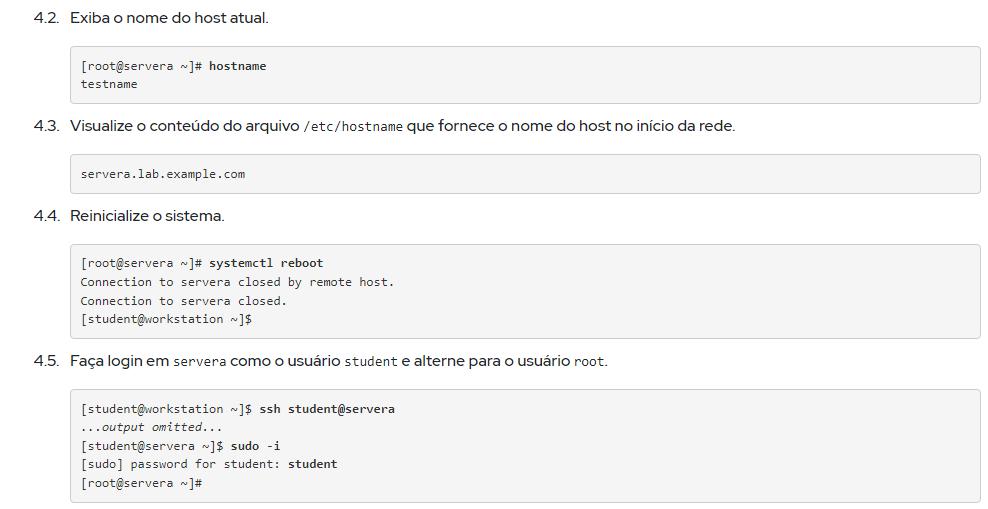 4.2. Exiba o nome do host atual.
[root@servera ~]# hostname
testname
4.3. Visualize o conteúdo do arquivo /etc/hostname que fornece o nome do host no início da rede.
servera.lab.example.com
4.4. Reinicialize o sistema.
[root@servera ~]# systemctl reboot
Connection to servera closed by remote host.
Connection to servera closed.
[student@workstation ~]$
4.5. Faça login em servera como o usuário student e alterne para o usuário root.
[student@workstation ~]$ ssh student@servera
...output omitted...
[student@servera ~]$ sudo -i
[sudo] password for student: student
[root@servera ~]#